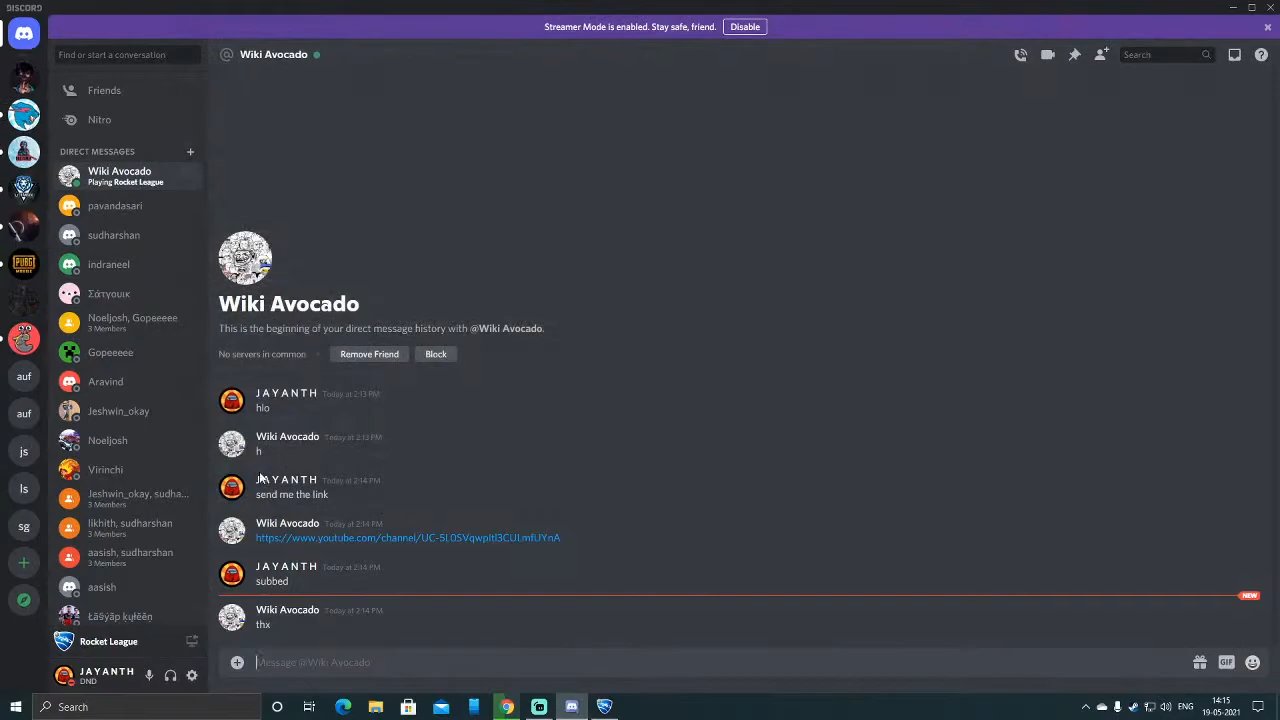 DISCORD
Streamer Mode is enabled. Stay safe, friend. Disable
Find or start a conversation
@ Wiki Avocado
Search
Friends
Nitro
DIRECT MESSAGES
Wiki Avocado
Playing Rocket League
pavandasari
sudharshan
indraneel
Σάτγουικ
Noeljosh, Gopeeeee
3 Members
Gopeeeee
Aravind
Jeshwin_okay
Noeljosh
Virinchi
Jeshwin_okay, sudha...
3 Members
likhith, sudharshan
3 Members
aasish, sudharshan
3 Members
aasish
PUBG
MOBILE
auf
auf
js
ls
sg
Rocket League
J A Y A N T H
DND
Wiki Avocado
This is the beginning of your direct message history with @Wiki Avocado.
No servers in common Remove Friend Block
J A Y A N T H Today at 2:13 PM
hlo
Wiki Avocado Today at 2:13 PM
h
J A Y A N T H Today at 2:14 PM
send me the link
Wiki Avocado Today at 2:14 PM
https://www.youtube.com/channel/UC-5L0SVqwpItl3CULmfUYnA
J A Y A N T H Today at 2:14 PM
subbed
NEW
Wiki Avocado Today at 2:14 PM
thx
Message @Wiki Avocado
GIF
Search
ENG
14:15
19-05-2021